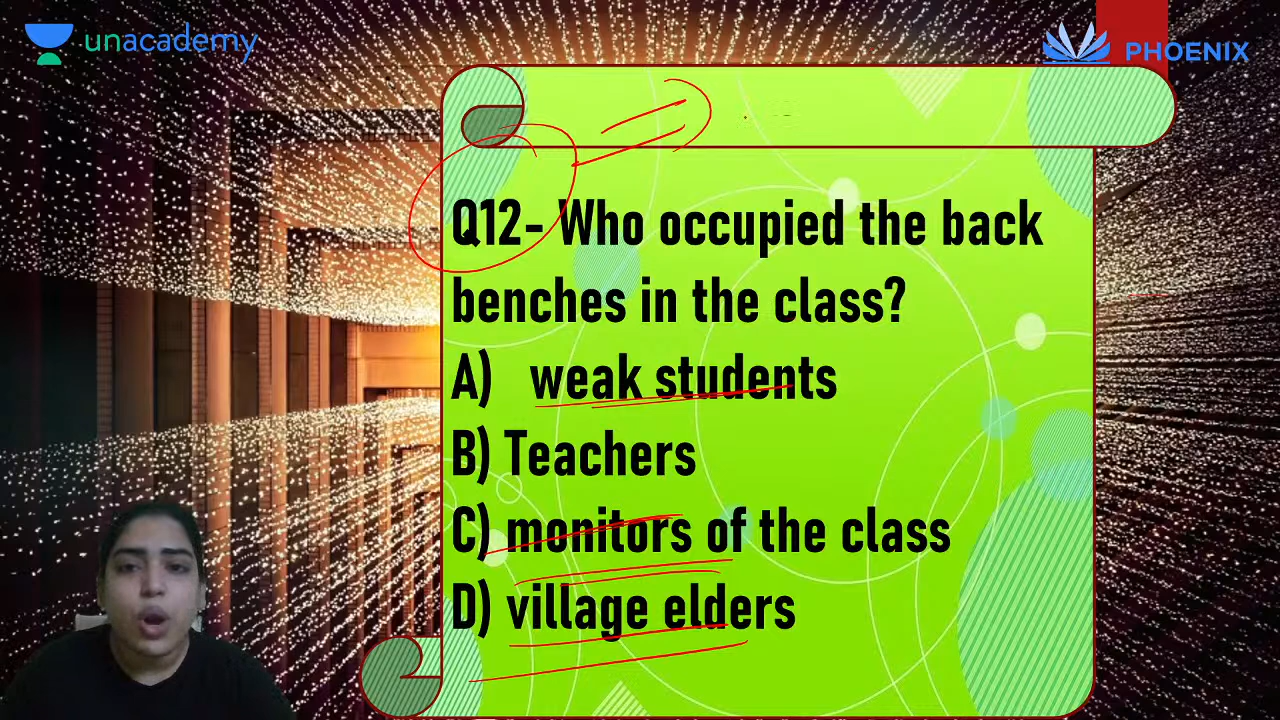 unacademy
PHOENIX
Q12- Who occupied the back
benches in the class?
A) weak students
B) Teachers
C) monitors of the class
D) village elders